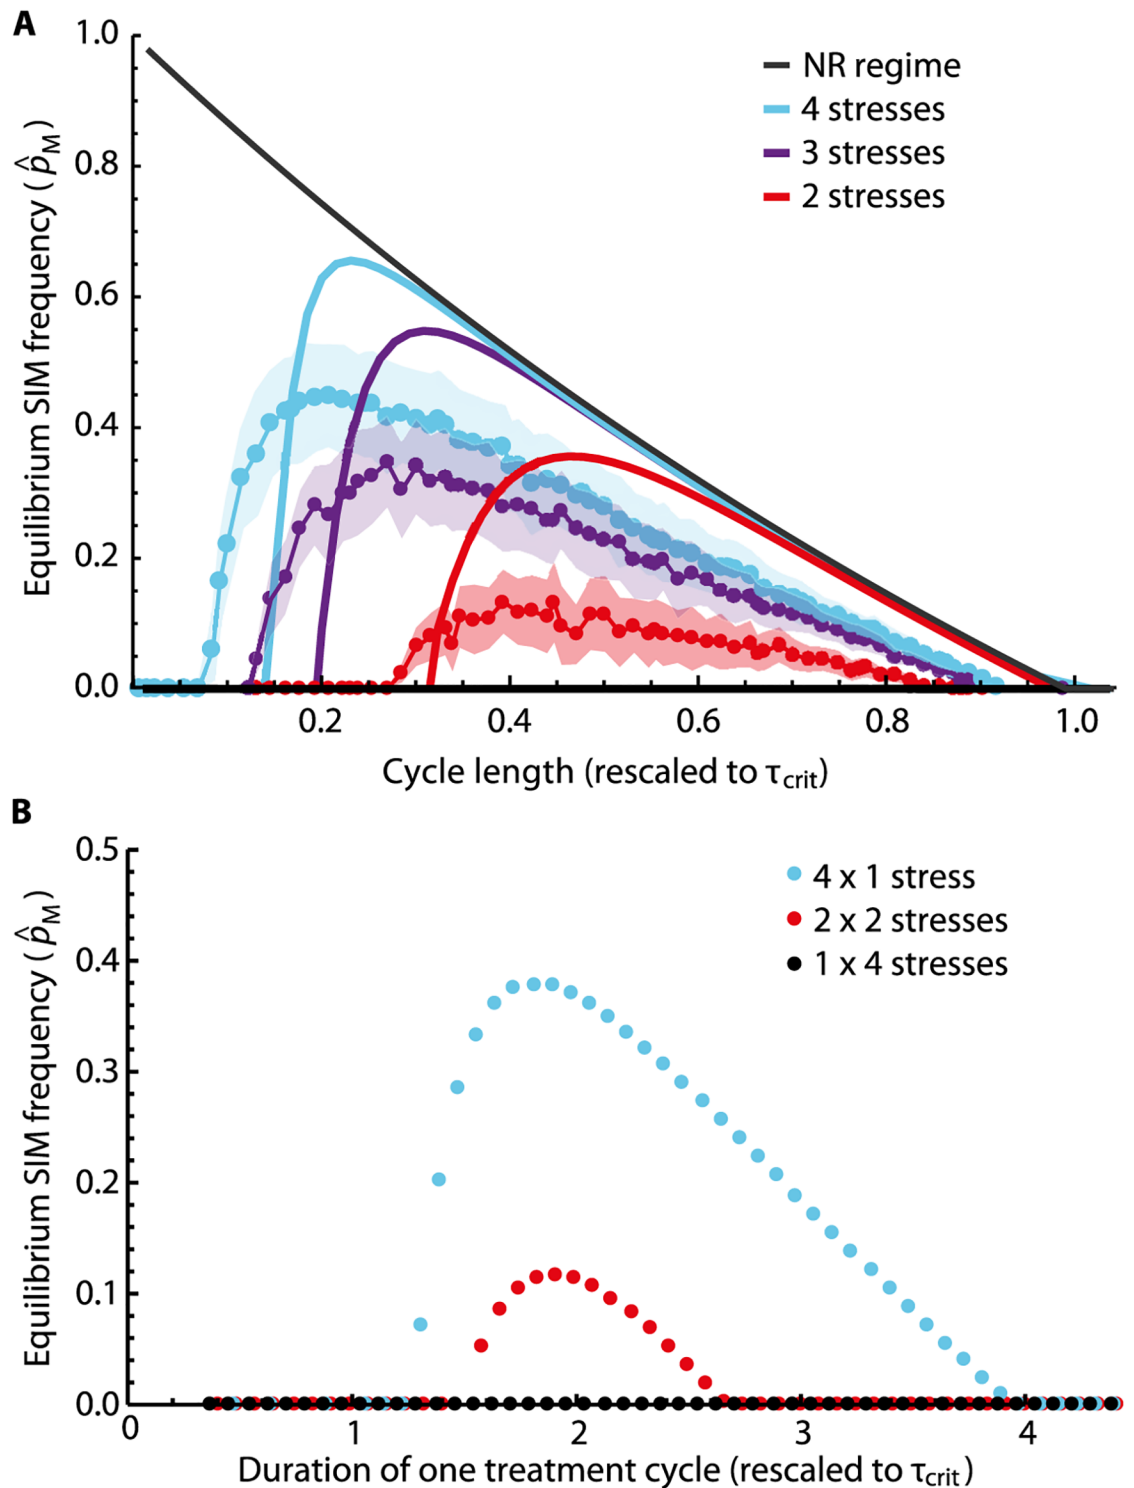 A
1.0
0.8
0.6
0.4
0.2
0.0
Equilibrium SIM frequency (p̂M)
NR regime
4 stresses
3 stresses
2 stresses
0.2 0.4 0.6 0.8 1.0
Cycle length (rescaled to τcrit)
B
0.5
0.4
0.3
0.2
0.1
0.0
Equilibrium SIM frequency (p̂M)
4 x 1 stress
2 x 2 stresses
1 x 4 stresses
0 1 2 3 4
Duration of one treatment cycle (rescaled to τcrit)